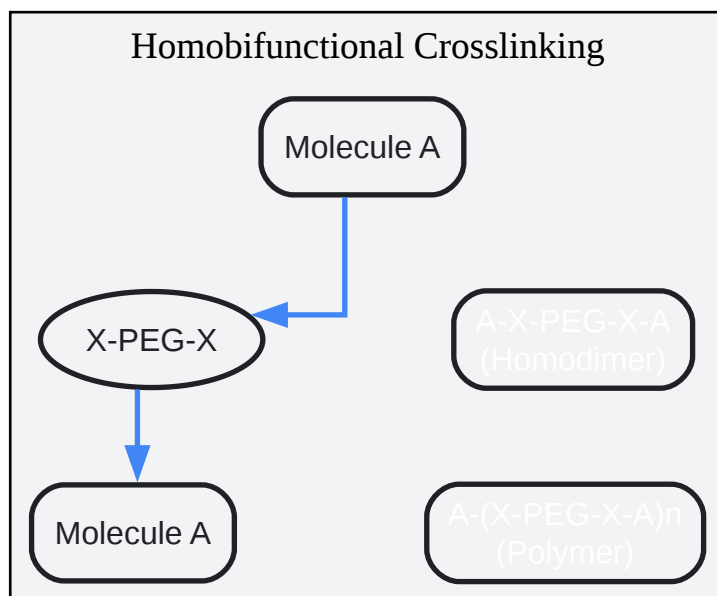 Homobifunctional Crosslinking
Molecule A
X-PEG-X
A-X-PEG-X-A
(Homodimer)
Molecule A
A-(X-PEG-X-A)n
(Polymer)